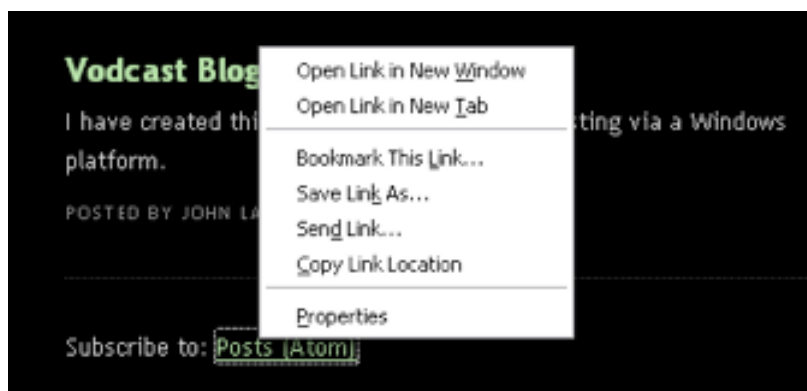 Vodcast Blog
I have created thi
ting via a Windows
platform.
POSTED BY JOHN LA
Open Link in New Window
Open Link in New Tab
Bookmark This Link...
Save Link As...
Send Link...
Copy Link Location
Properties
Subscribe to: Posts (Atom)